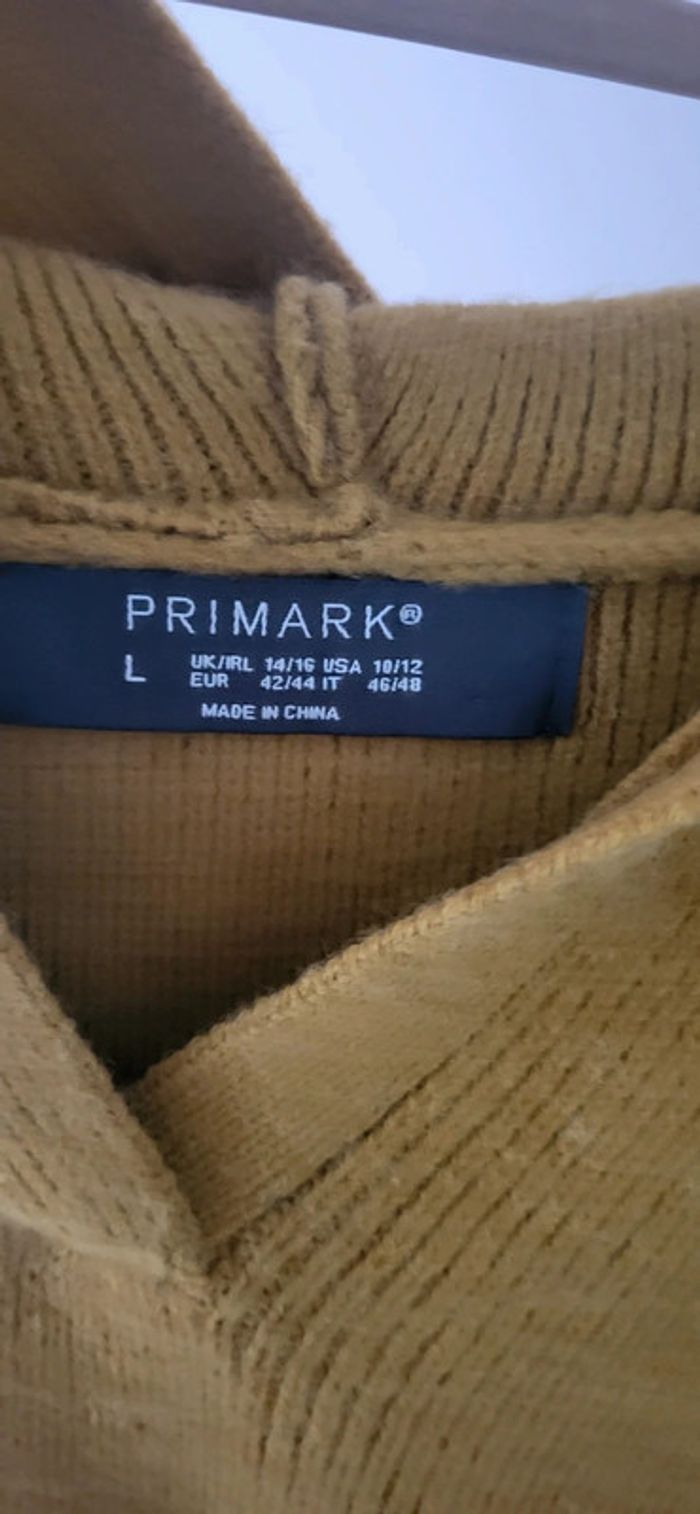 PRIMARK®
L UK/IRL 14/16 USA 10/12
EUR 42/44 IT 46/48
MADE IN CHINA